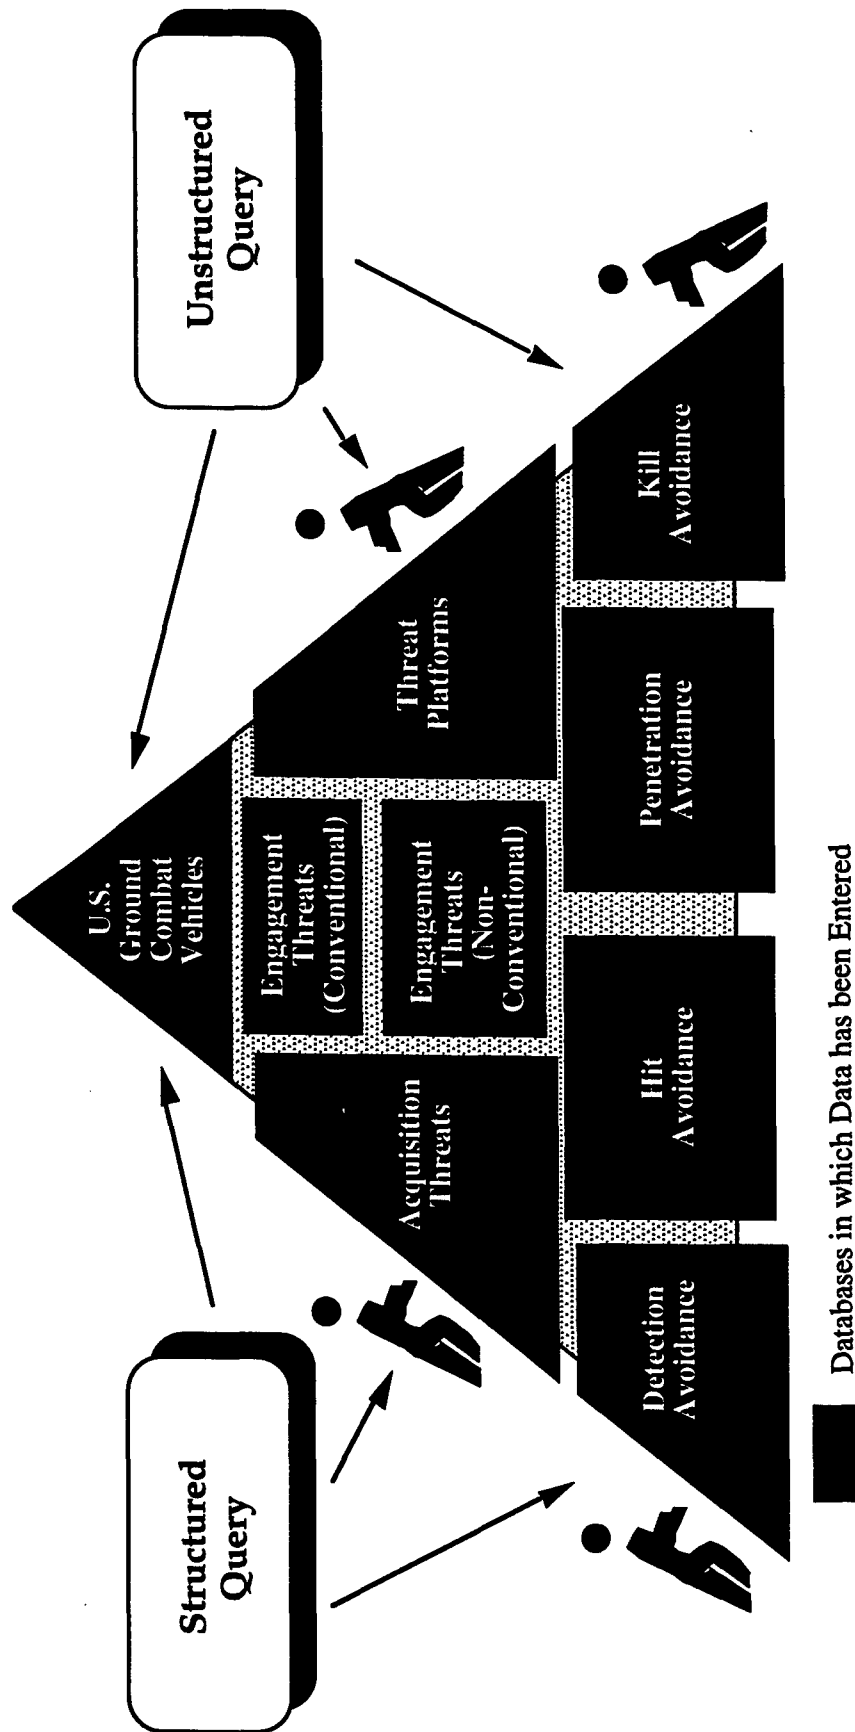 Structured
Query
Unstructured
Query
U.S.
Ground
Combat
Vehicles
Acquisition
Threats
Engagement
Threats
(Conventional)
Engagement
Threats
(Non-
Conventional)
Threat
Platforms
Detection
Avoidance
Hit
Avoidance
Penetration
Avoidance
Kill
Avoidance
Databases in which Data has been Entered